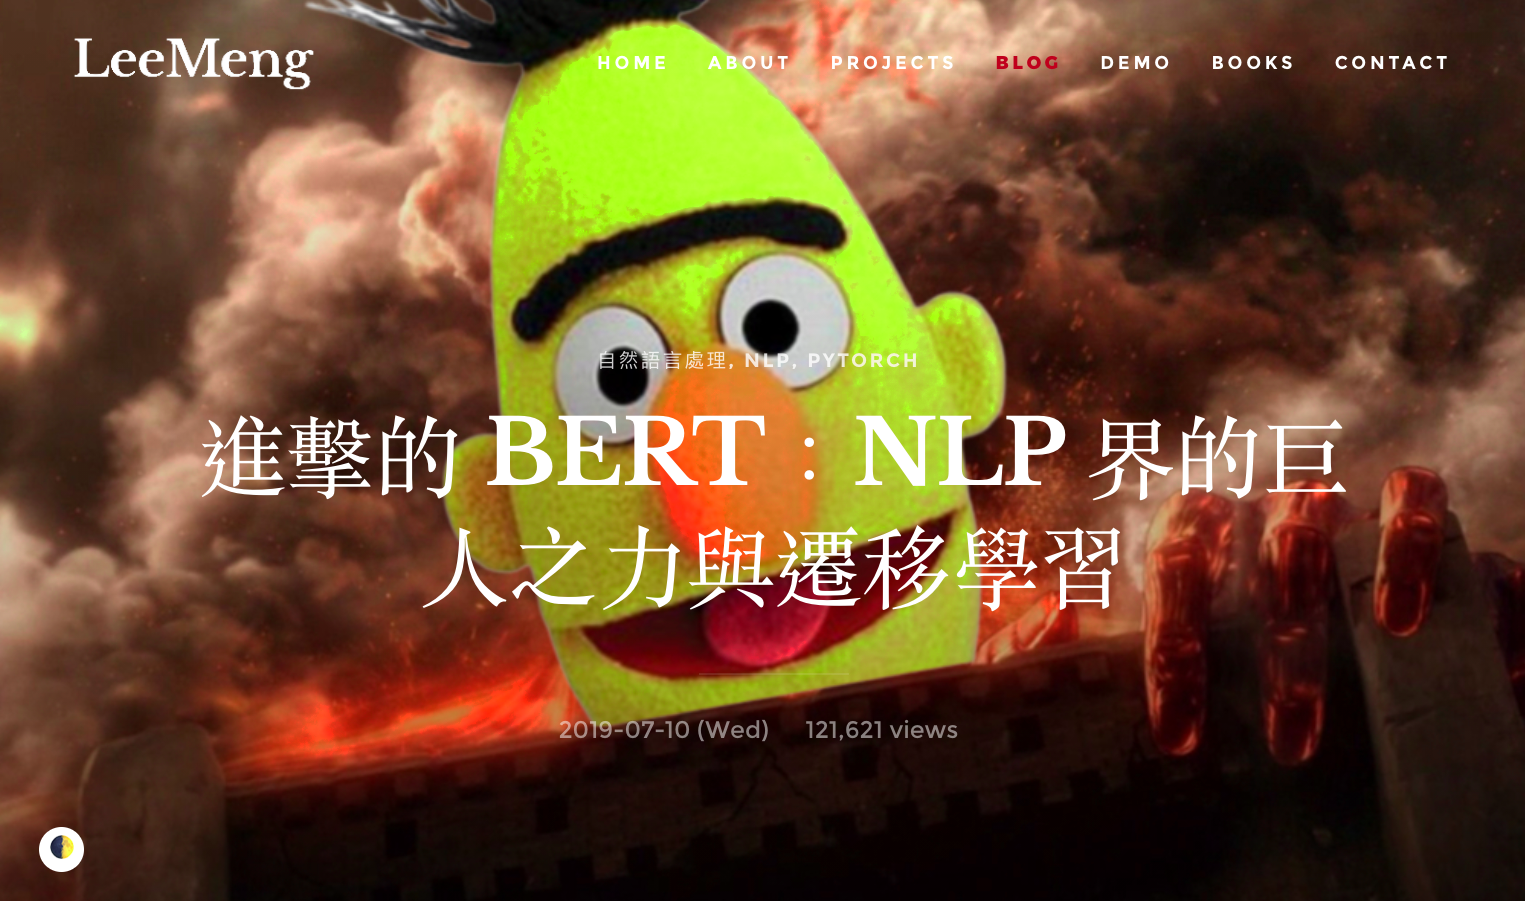 LeeMeng
HOME ABOUT PROJECTS BLOG DEMO BOOKS CONTACT
自然語言處理, NLP, PYTORCH
進擊的 BERT：NLP 界的巨
人之力與遷移學習
2019-07-10 (Wed) 121,621 views